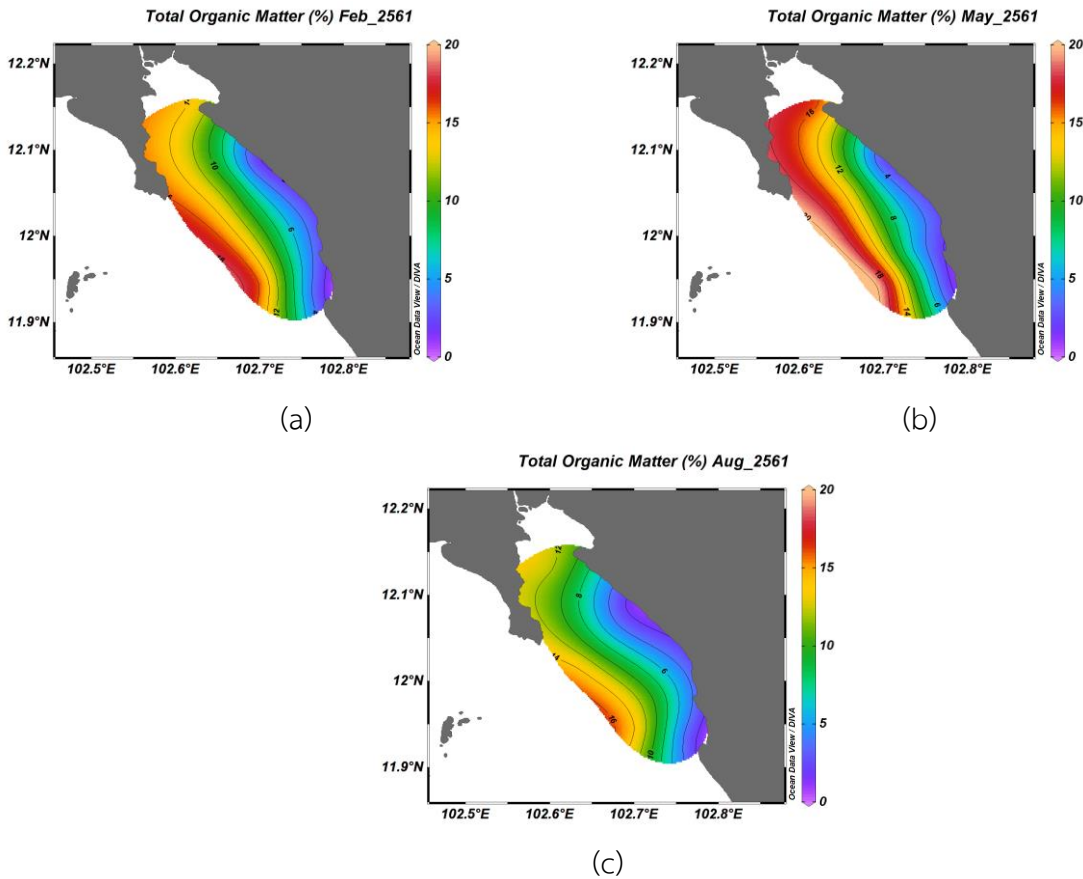 Total Organic Matter (%) Feb_2561
12.2°N
12.1°N
12°N
11.9°N
102.5°E 102.6°E 102.7°E 102.8°E
20
15
10
5
0
10
6
12
Ocean Data View / DIVA
(a)
Total Organic Matter (%) May_2561
12.2°N
12.1°N
12°N
11.9°N
102.5°E 102.6°E 102.7°E 102.8°E
20
15
10
5
0
16
12
4
8
20
18
14
6
Ocean Data View / DIVA
(b)
Total Organic Matter (%) Aug_2561
12.2°N
12.1°N
12°N
11.9°N
102.5°E 102.6°E 102.7°E 102.8°E
20
15
10
5
0
12
8
14
6
16
10
Ocean Data View / DIVA
(c)